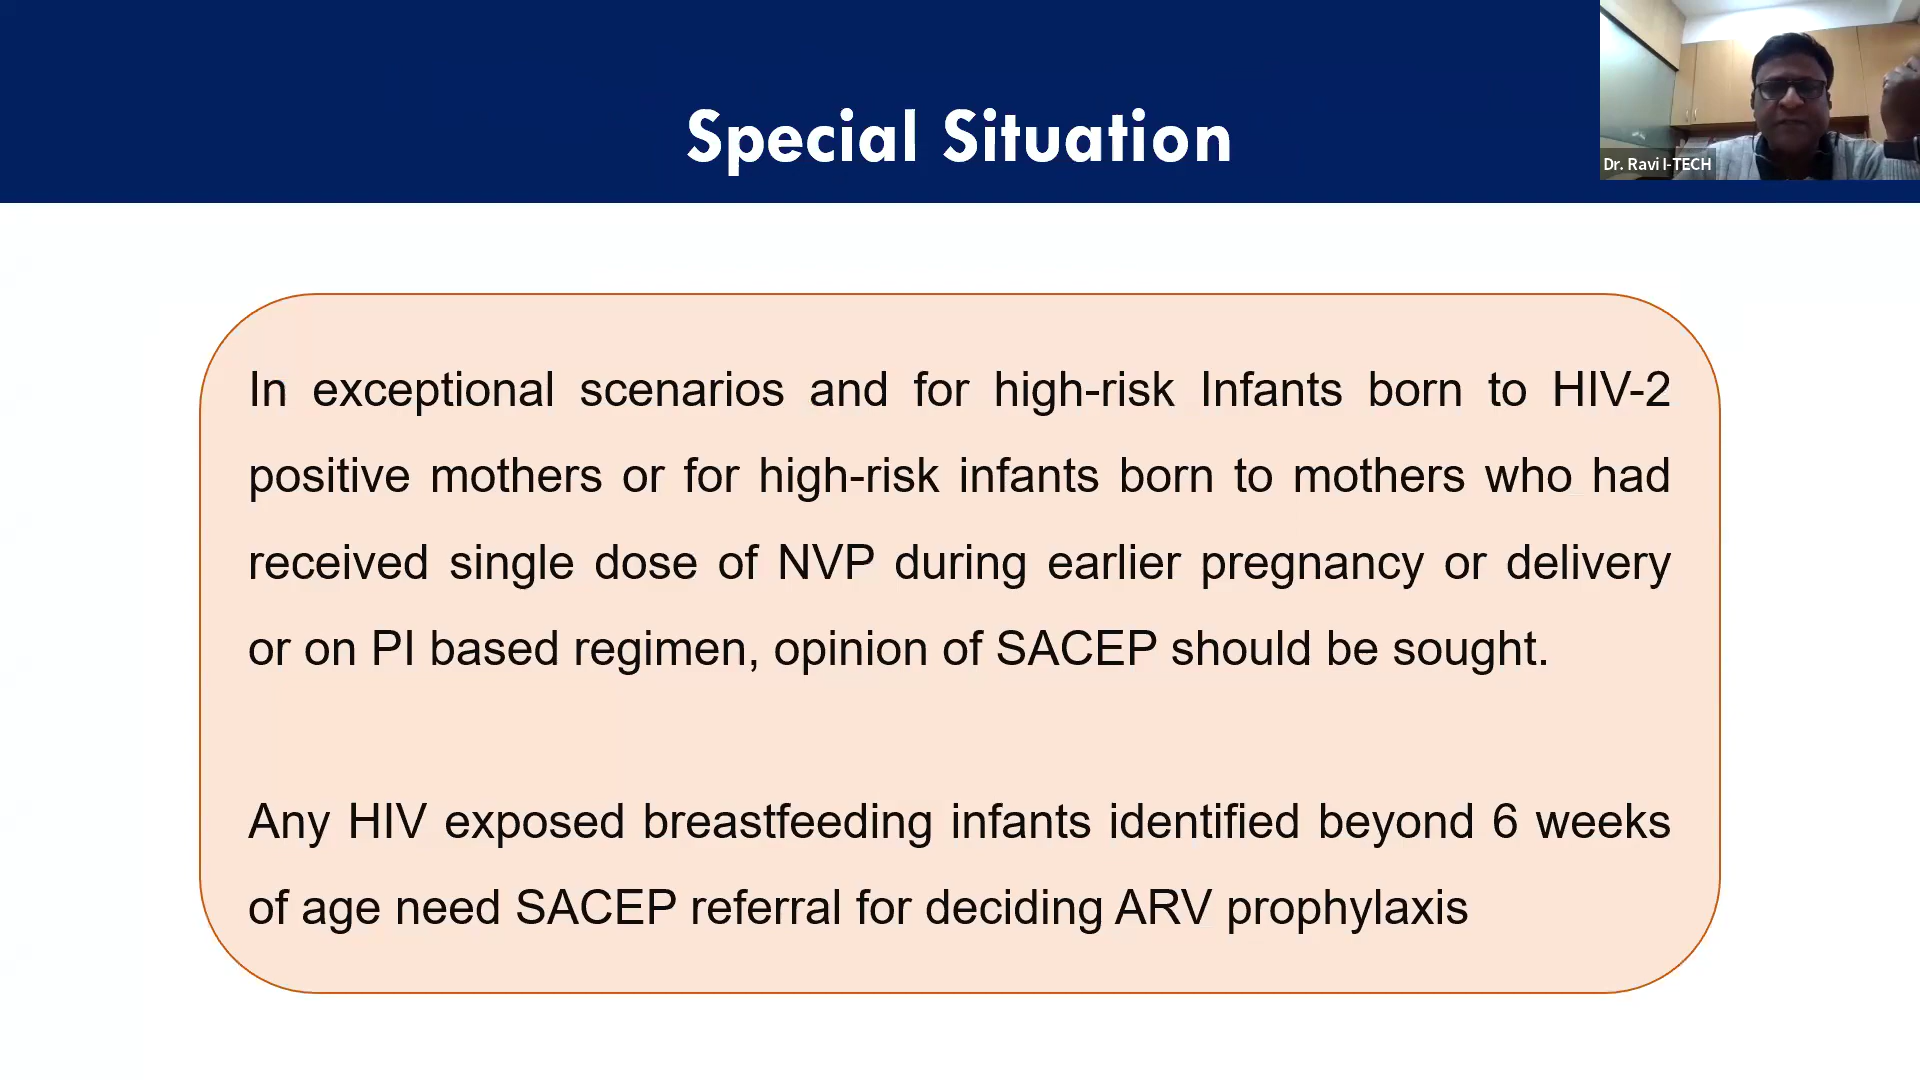 Special Situation
Dr. Ravi I-TECH
In exceptional scenarios and for high-risk Infants born to HIV-2
positive mothers or for high-risk infants born to mothers who had
received single dose of NVP during earlier pregnancy or delivery
or on PI based regimen, opinion of SACEP should be sought.
Any HIV exposed breastfeeding infants identified beyond 6 weeks
of age need SACEP referral for deciding ARV prophylaxis